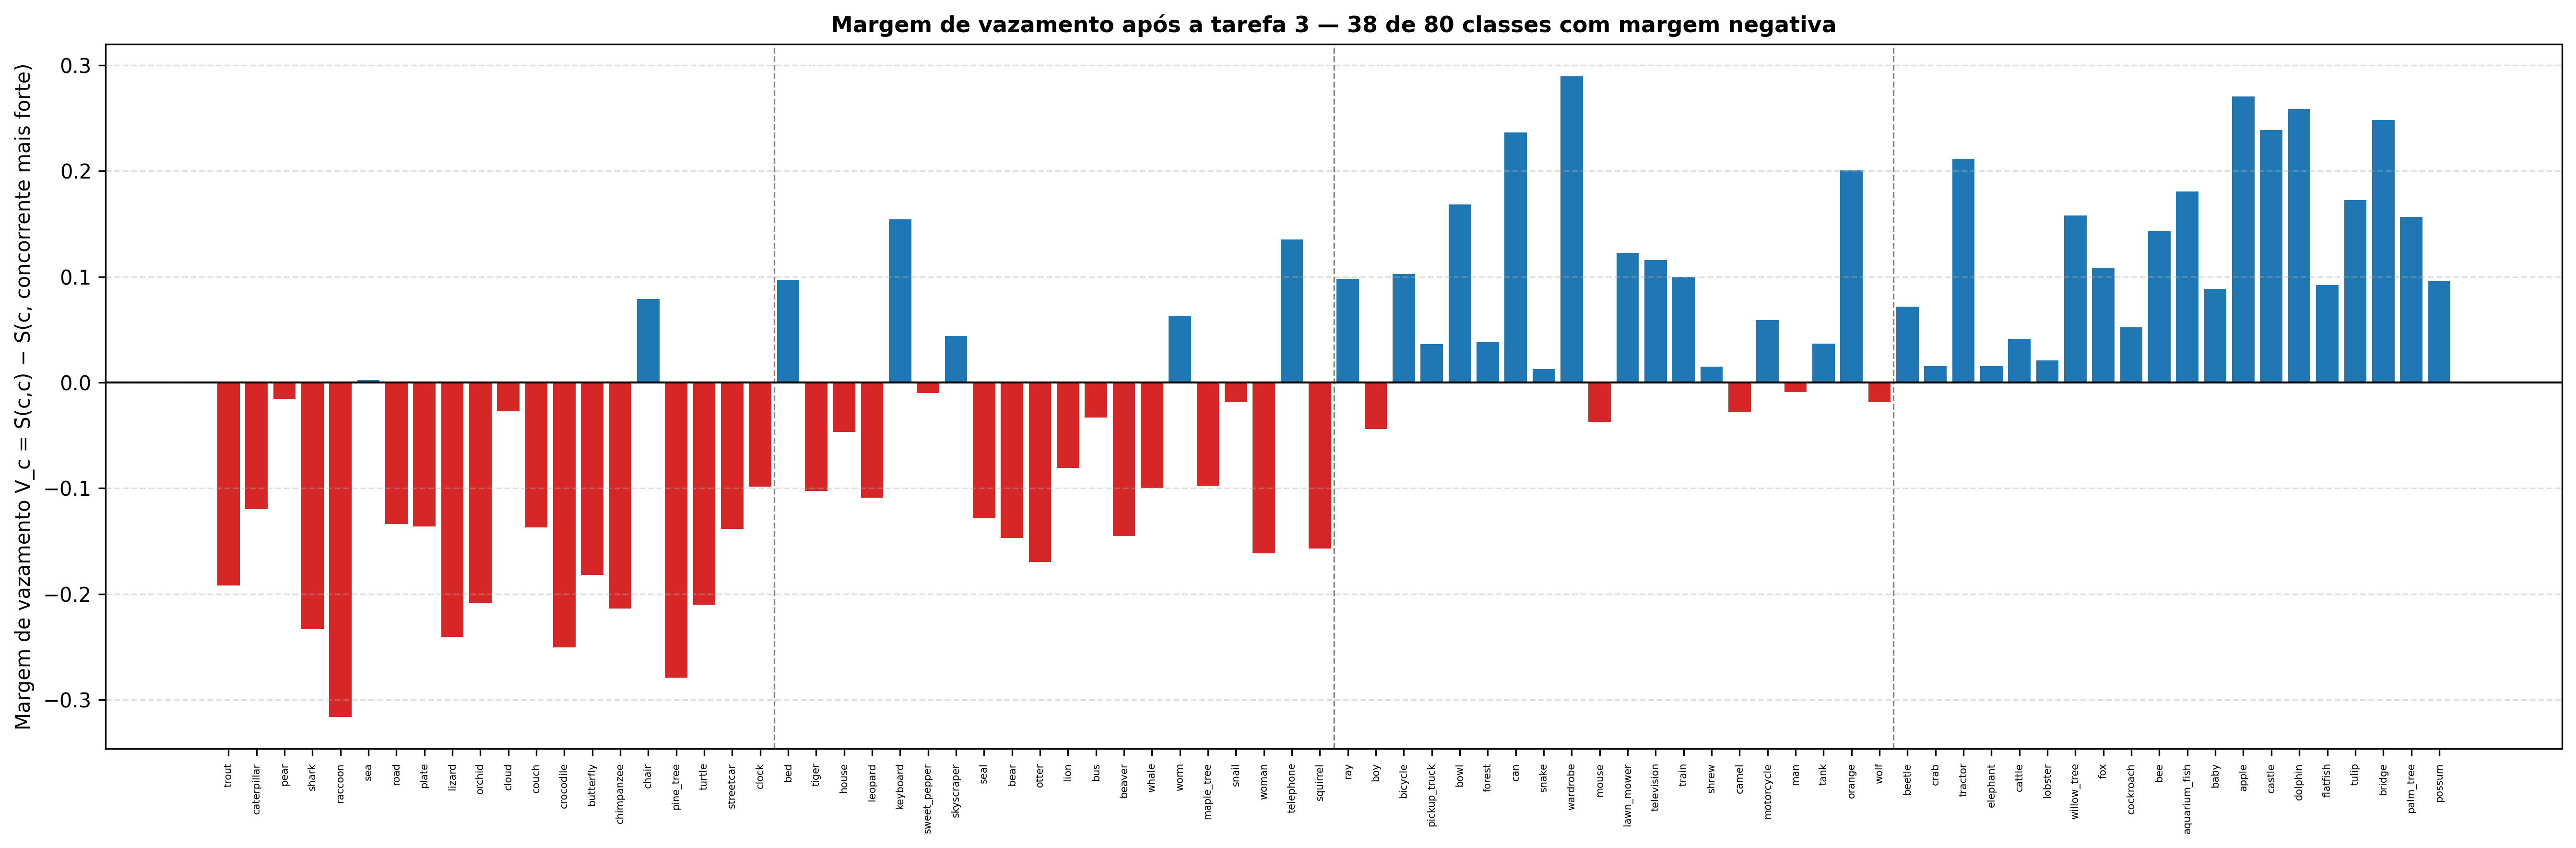 Margem de vazamento após a tarefa 3 — 38 de 80 classes com margem negativa
Margem de vazamento V_c = S(c,c) − S(c, concorrente mais forte)
0.3
0.2
0.1
0.0
−0.1
−0.2
−0.3
trout
caterpillar
pear
shark
raccoon
sea
road
plate
lizard
orchid
cloud
couch
crocodile
butterfly
chimpanzee
chair
pine_tree
turtle
streetcar
clock
bed
tiger
house
leopard
keyboard
sweet_pepper
skyscraper
seal
bear
otter
lion
bus
beaver
whale
worm
maple_tree
snail
woman
telephone
squirrel
ray
boy
bicycle
pickup_truck
bowl
forest
can
snake
wardrobe
mouse
lawn_mower
television
train
shrew
camel
motorcycle
man
tank
orange
wolf
beetle
crab
tractor
elephant
cattle
lobster
willow_tree
fox
cockroach
bee
aquarium_fish
baby
apple
castle
dolphin
flatfish
tulip
bridge
palm_tree
possum